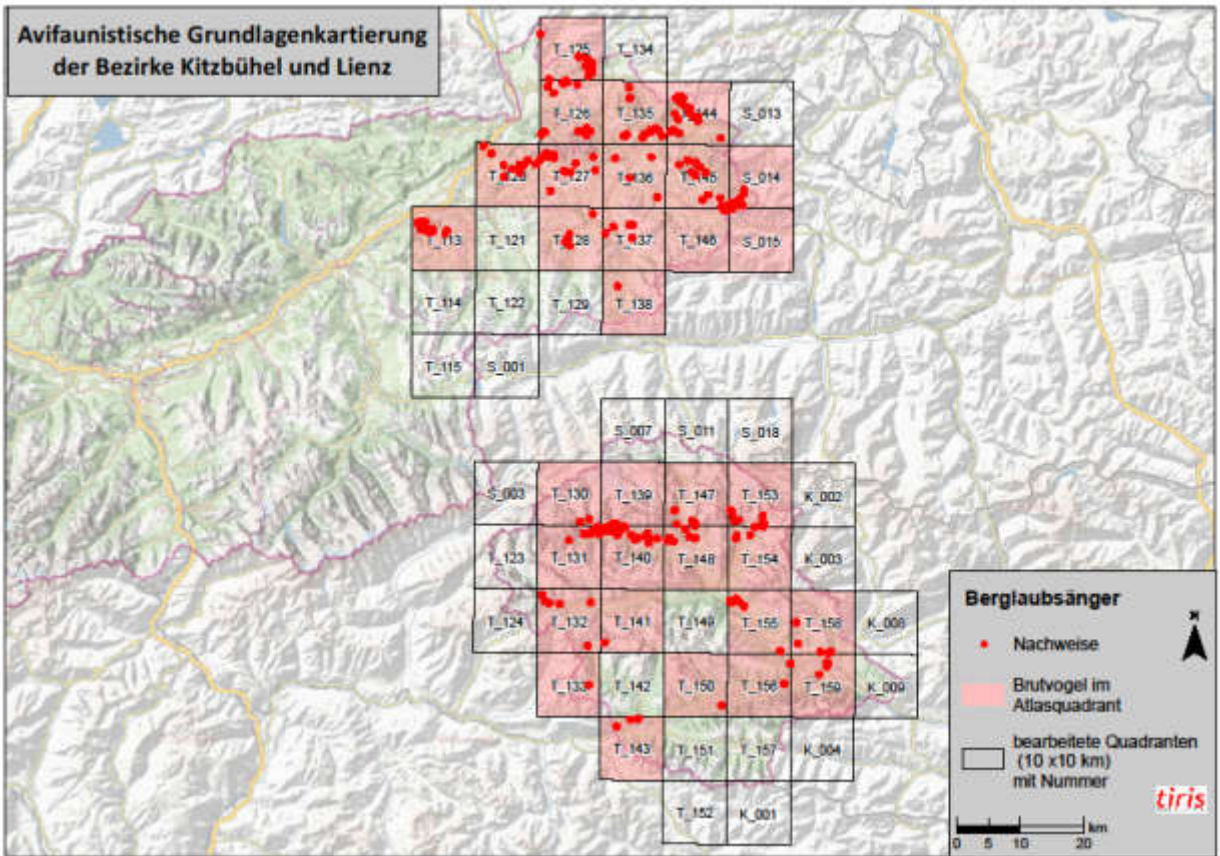 Avifaunistische Grundlagenkartierung
der Bezirke Kitzbühel und Lienz
T_125 T_134
T_126 T_135 S_013
T_127 T_136 T_145 S_014
T_113 T_121 T_128 T_137 T_146 S_015
T_114 T_122 T_129 T_138
T_115 S_001
S_007 S_011 S_018
S_003 T_130 T_139 T_147 T_153 K_002
T_123 T_131 T_140 T_148 T_154 K_003
T_124 T_132 T_141 T_149 T_155 T_158 K_008
T_133 T_142 T_150 T_156 T_159 K_009
T_143 T_151 T_157 K_004
T_152 K_001
Berglaubsänger
Nachweise
Brutvogel im
Atlasquadrant
bearbeitete Quadranten
(10 x10 km)
mit Nummer
tiris
km
0 5 10 20